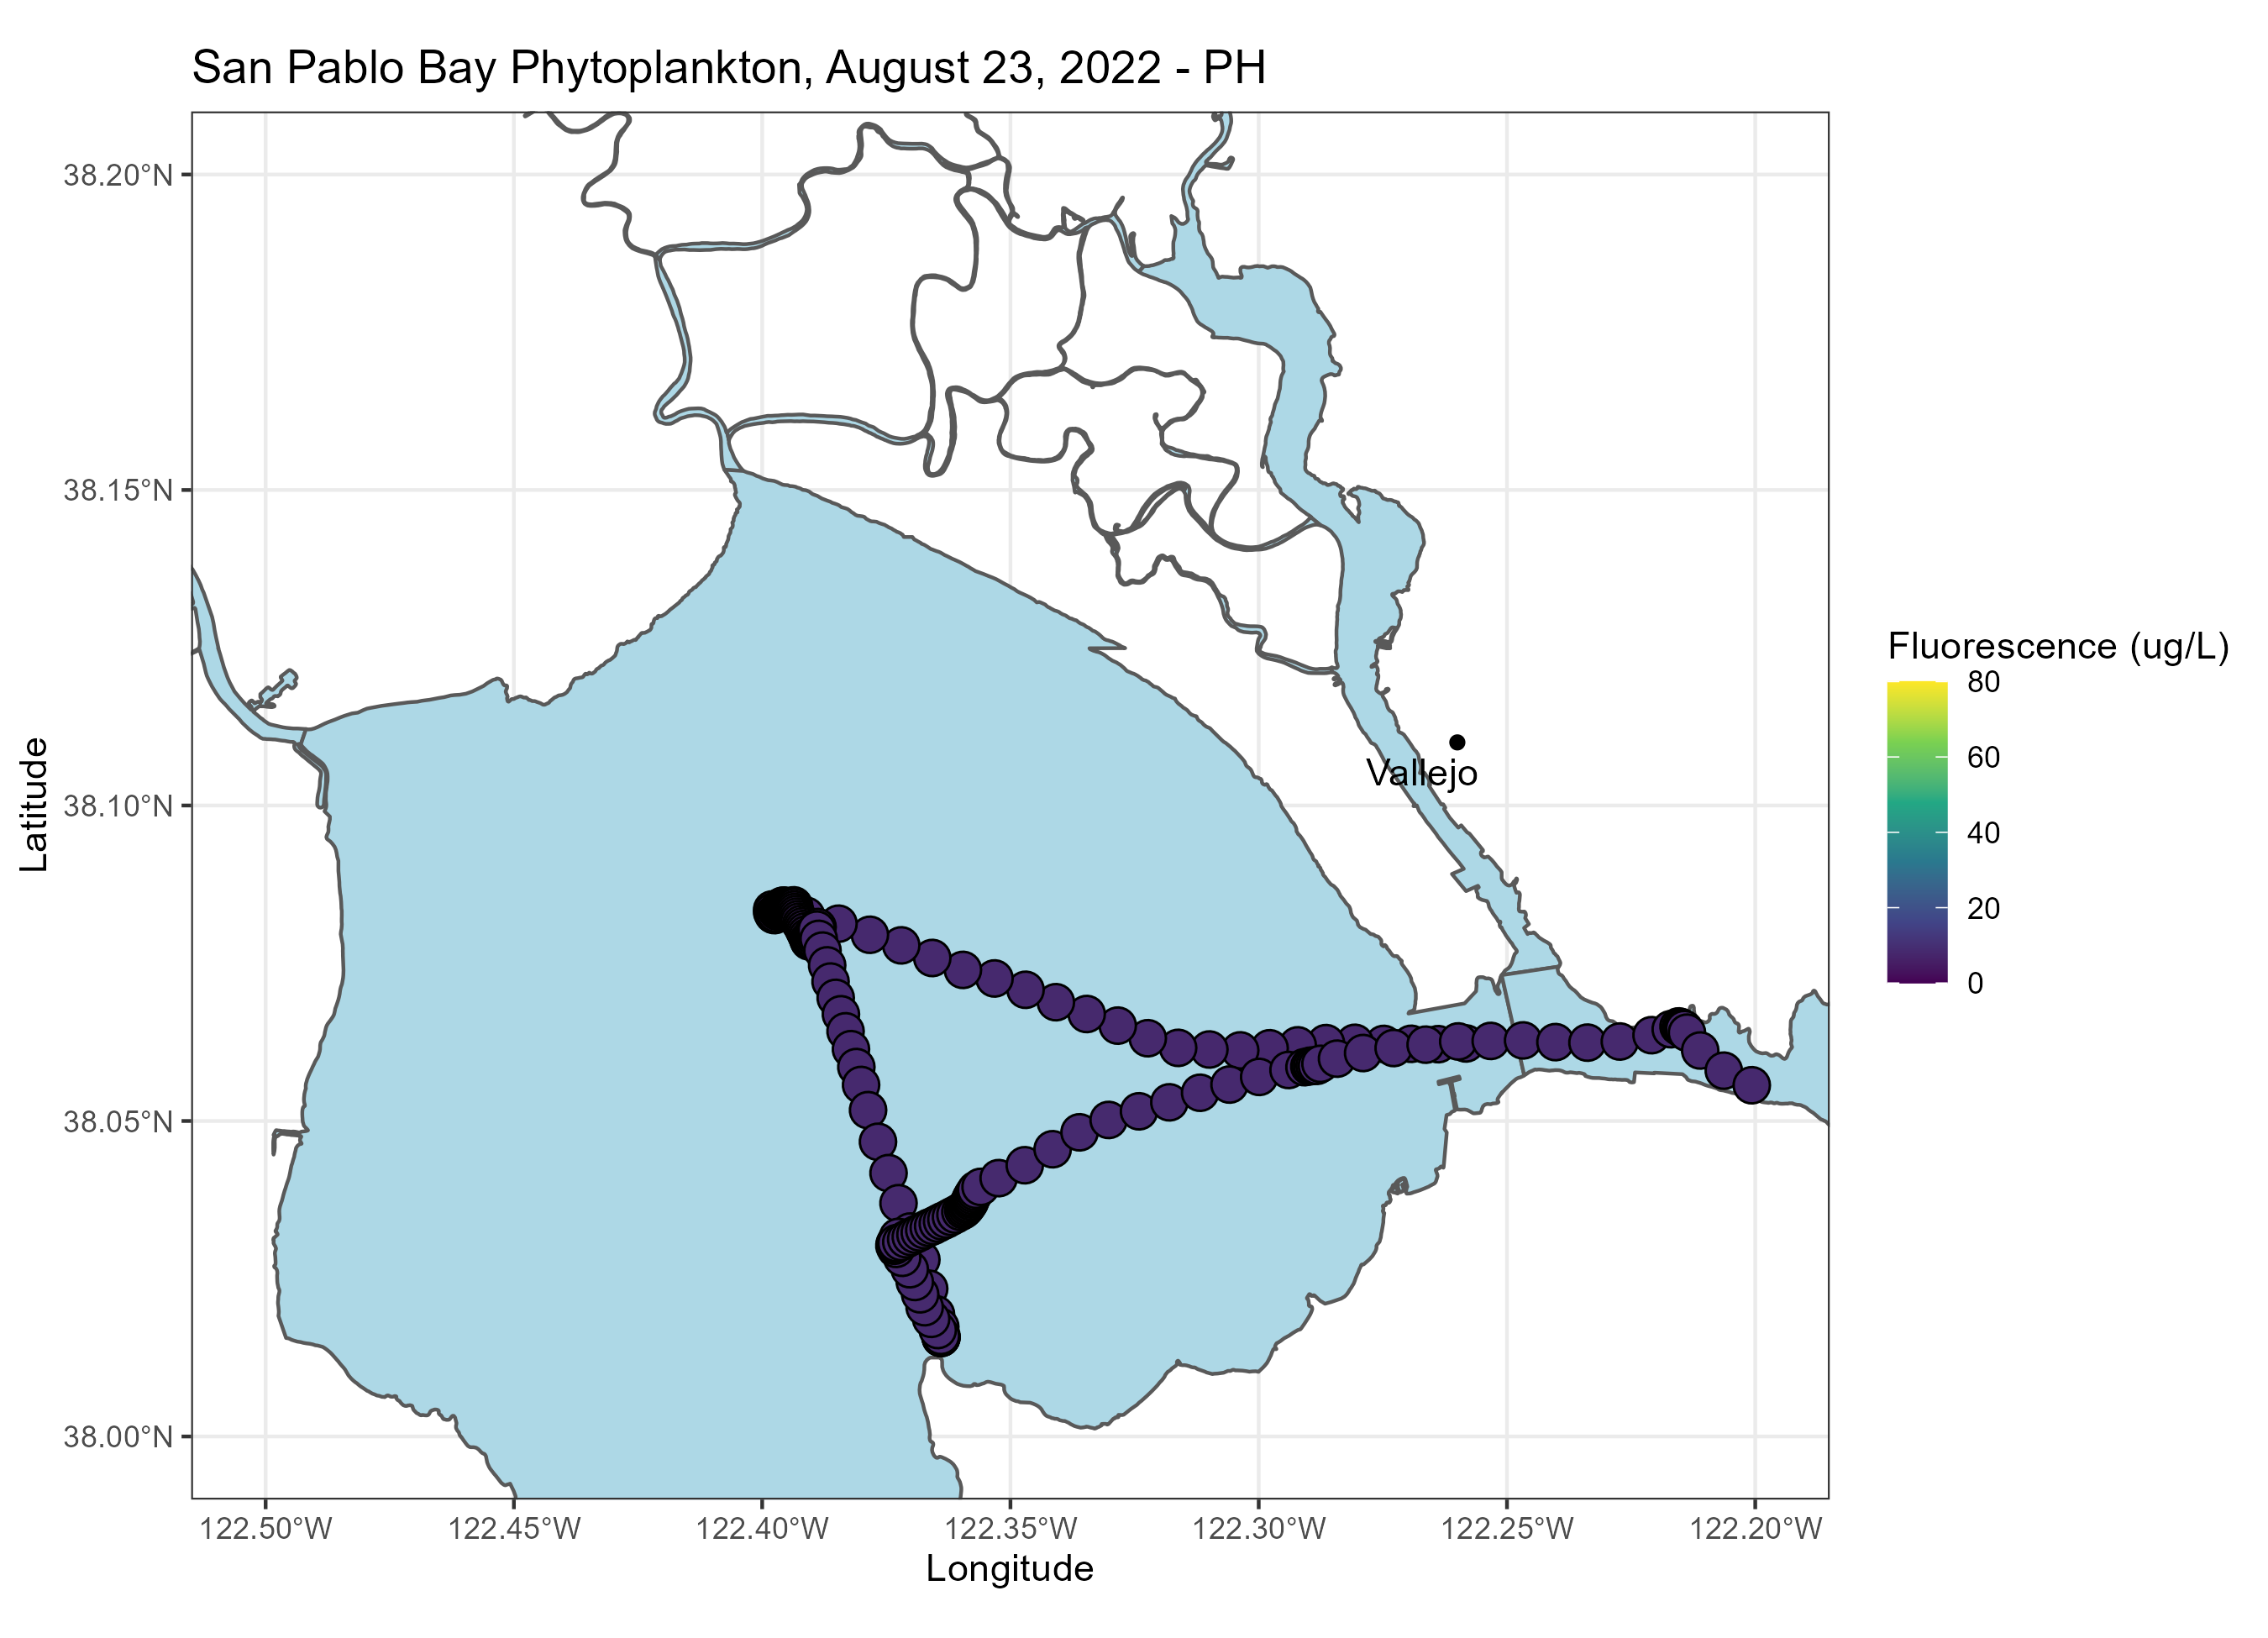 San Pablo Bay Phytoplankton, August 23, 2022 - PH
38.20°N
38.15°N
38.10°N
38.05°N
38.00°N
Latitude
Vallejo
122.50°W 122.45°W 122.40°W 122.35°W 122.30°W 122.25°W 122.20°W
Longitude
Fluorescence (ug/L)
80
60
40
20
0